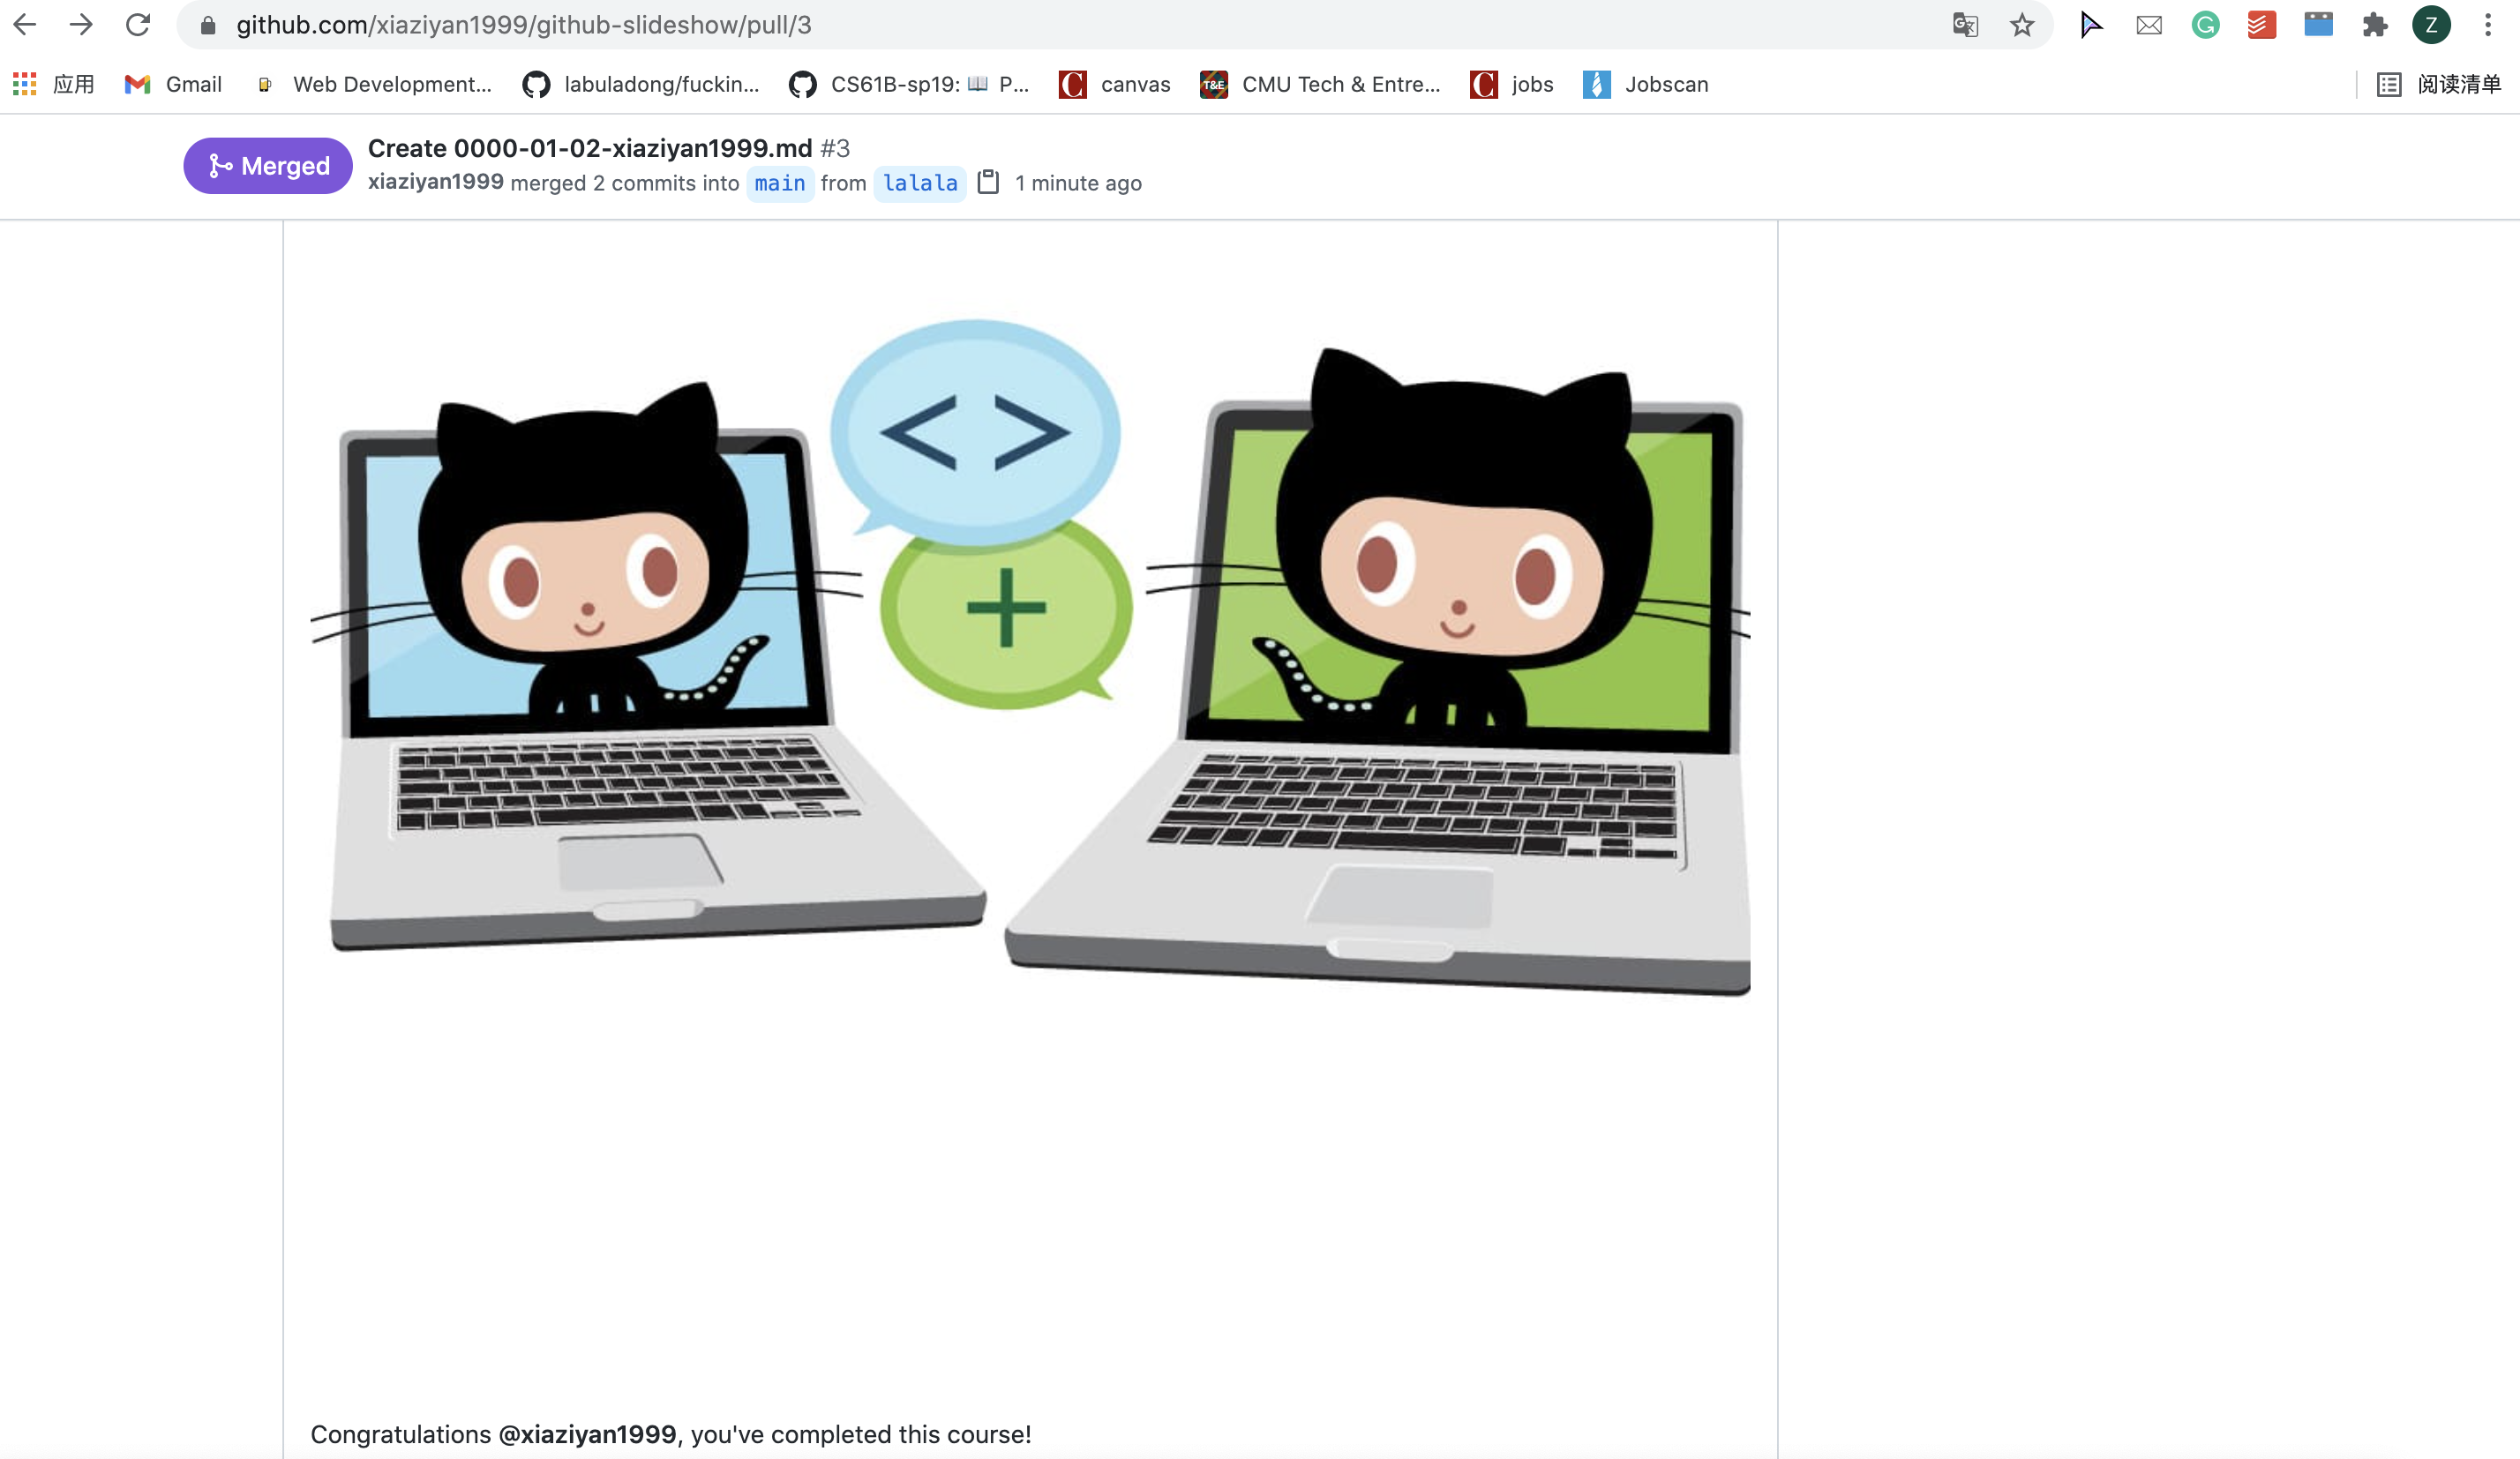 github.com/xiaziyan1999/github-slideshow/pull/3
Z
应用 Gmail Web Development... labuladong/fuckin... CS61B-sp19: 📖 P... canvas T&E CMU Tech & Entre... jobs Jobscan 阅读清单
Merged
Create 0000-01-02-xiaziyan1999.md #3
xiaziyan1999 merged 2 commits into main from lalala 1 minute ago
< >
+
Congratulations @xiaziyan1999, you've completed this course!